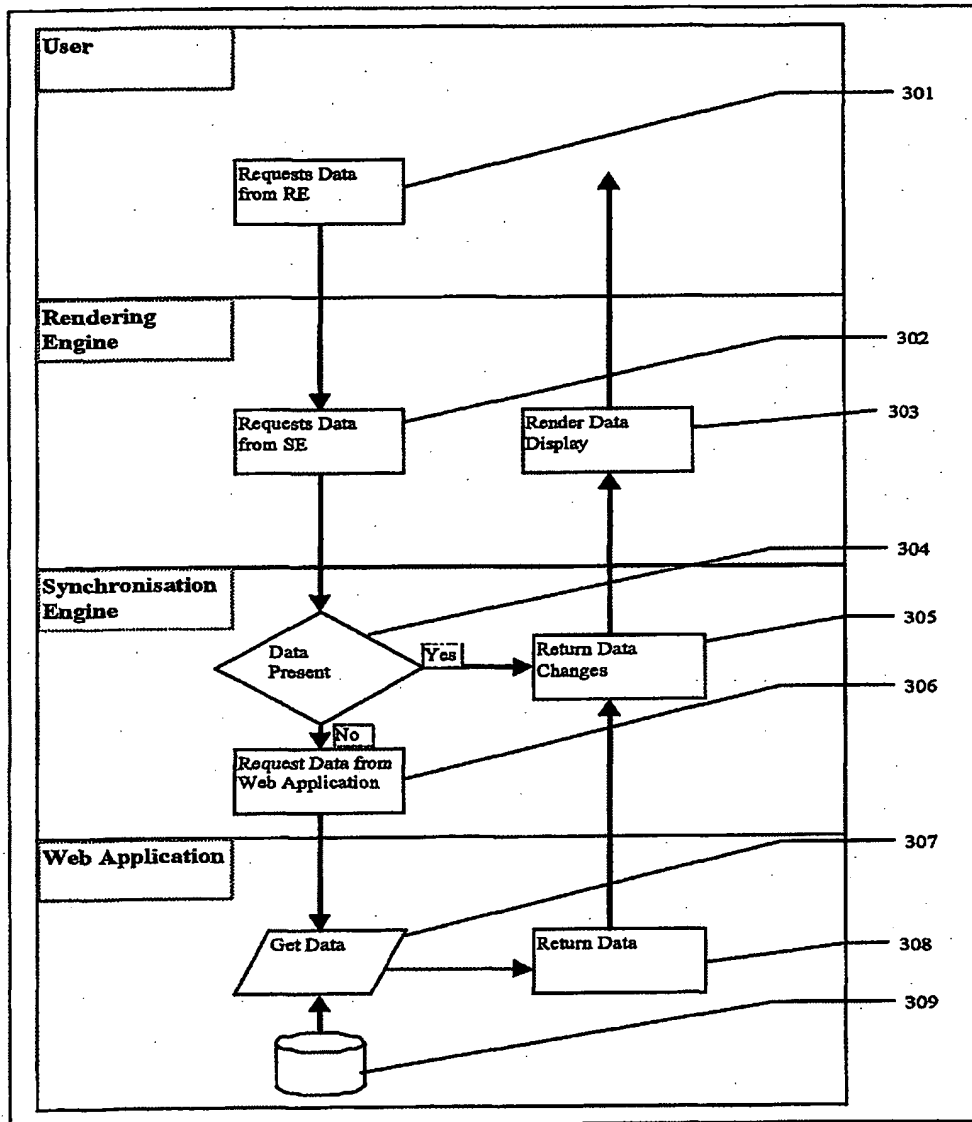 User
301
Requests Data
from RE
Rendering
Engine
302
Requests Data
from SE
Render Data
Display
303
304
Synchronisation
Engine
Data
Present
Yes
Return Data
Changes
305
306
No
Request Data from
Web Application
Web Application
307
Get Data
Return Data
308
309